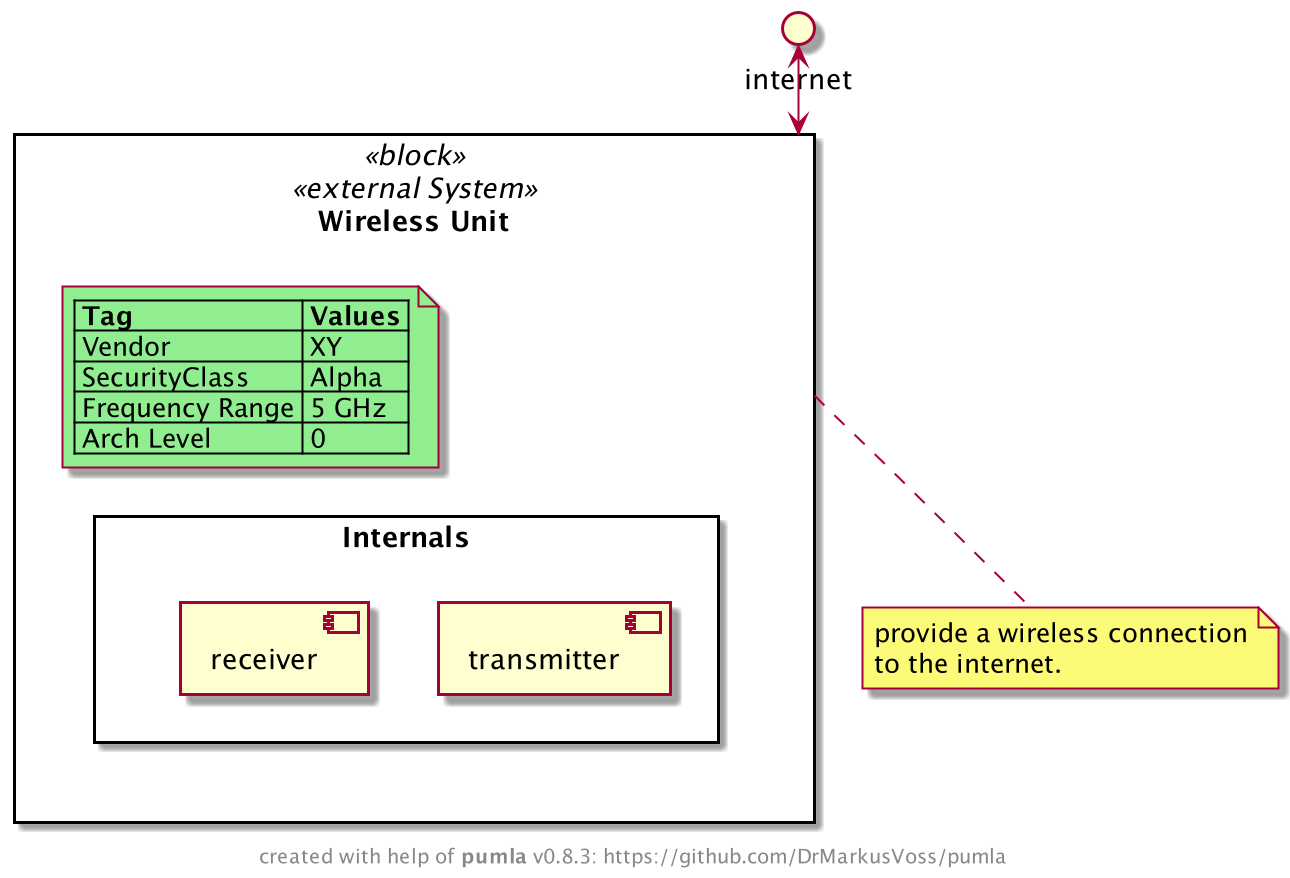 internet
«block»
«external System»
Wireless Unit
Tag Values
Vendor XY
SecurityClass Alpha
Frequency Range 5 GHz
Arch Level 0
Internals
receiver transmitter
provide a wireless connection
to the internet.
created with help of pumla v0.8.3: https://github.com/DrMarkusVoss/pumla